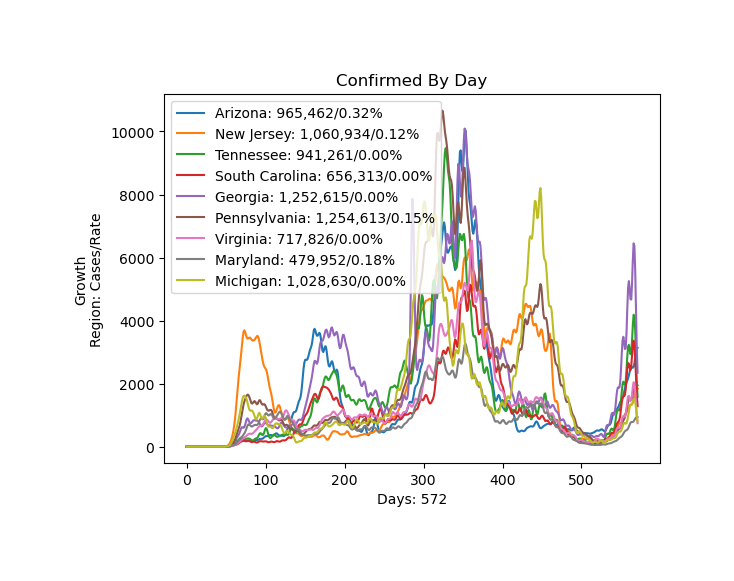 Confirmed By Day
Arizona: 965,462/0.32%
New Jersey: 1,060,934/0.12%
Tennessee: 941,261/0.00%
South Carolina: 656,313/0.00%
Georgia: 1,252,615/0.00%
Pennsylvania: 1,254,613/0.15%
Virginia: 717,826/0.00%
Maryland: 479,952/0.18%
Michigan: 1,028,630/0.00%
Growth
Region: Cases/Rate
10000
8000
6000
4000
2000
0
0 100 200 300 400 500
Days: 572